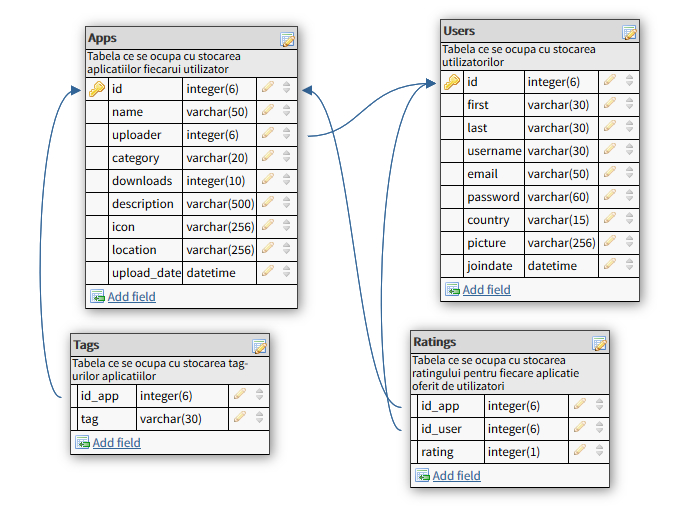 Apps
Tabela ce se ocupa cu stocarea
aplicatiilor fiecarui utilizator
id integer(6)
name varchar(50)
uploader integer(6)
category varchar(20)
downloads integer(10)
description varchar(500)
icon varchar(256)
location varchar(256)
upload_date datetime
Add field
Users
Tabela ce se ocupa cu stocarea
utilizatorilor
id integer(6)
first varchar(30)
last varchar(30)
username varchar(30)
email varchar(50)
password varchar(60)
country varchar(15)
picture varchar(256)
joindate datetime
Add field
Tags
Tabela ce se ocupa cu stocarea tag-
urilor aplicatiilor
id_app integer(6)
tag varchar(30)
Add field
Ratings
Tabela ce se ocupa cu stocarea
ratingului pentru fiecare aplicatie
oferit de utilizatori
id_app integer(6)
id_user integer(6)
rating integer(1)
Add field